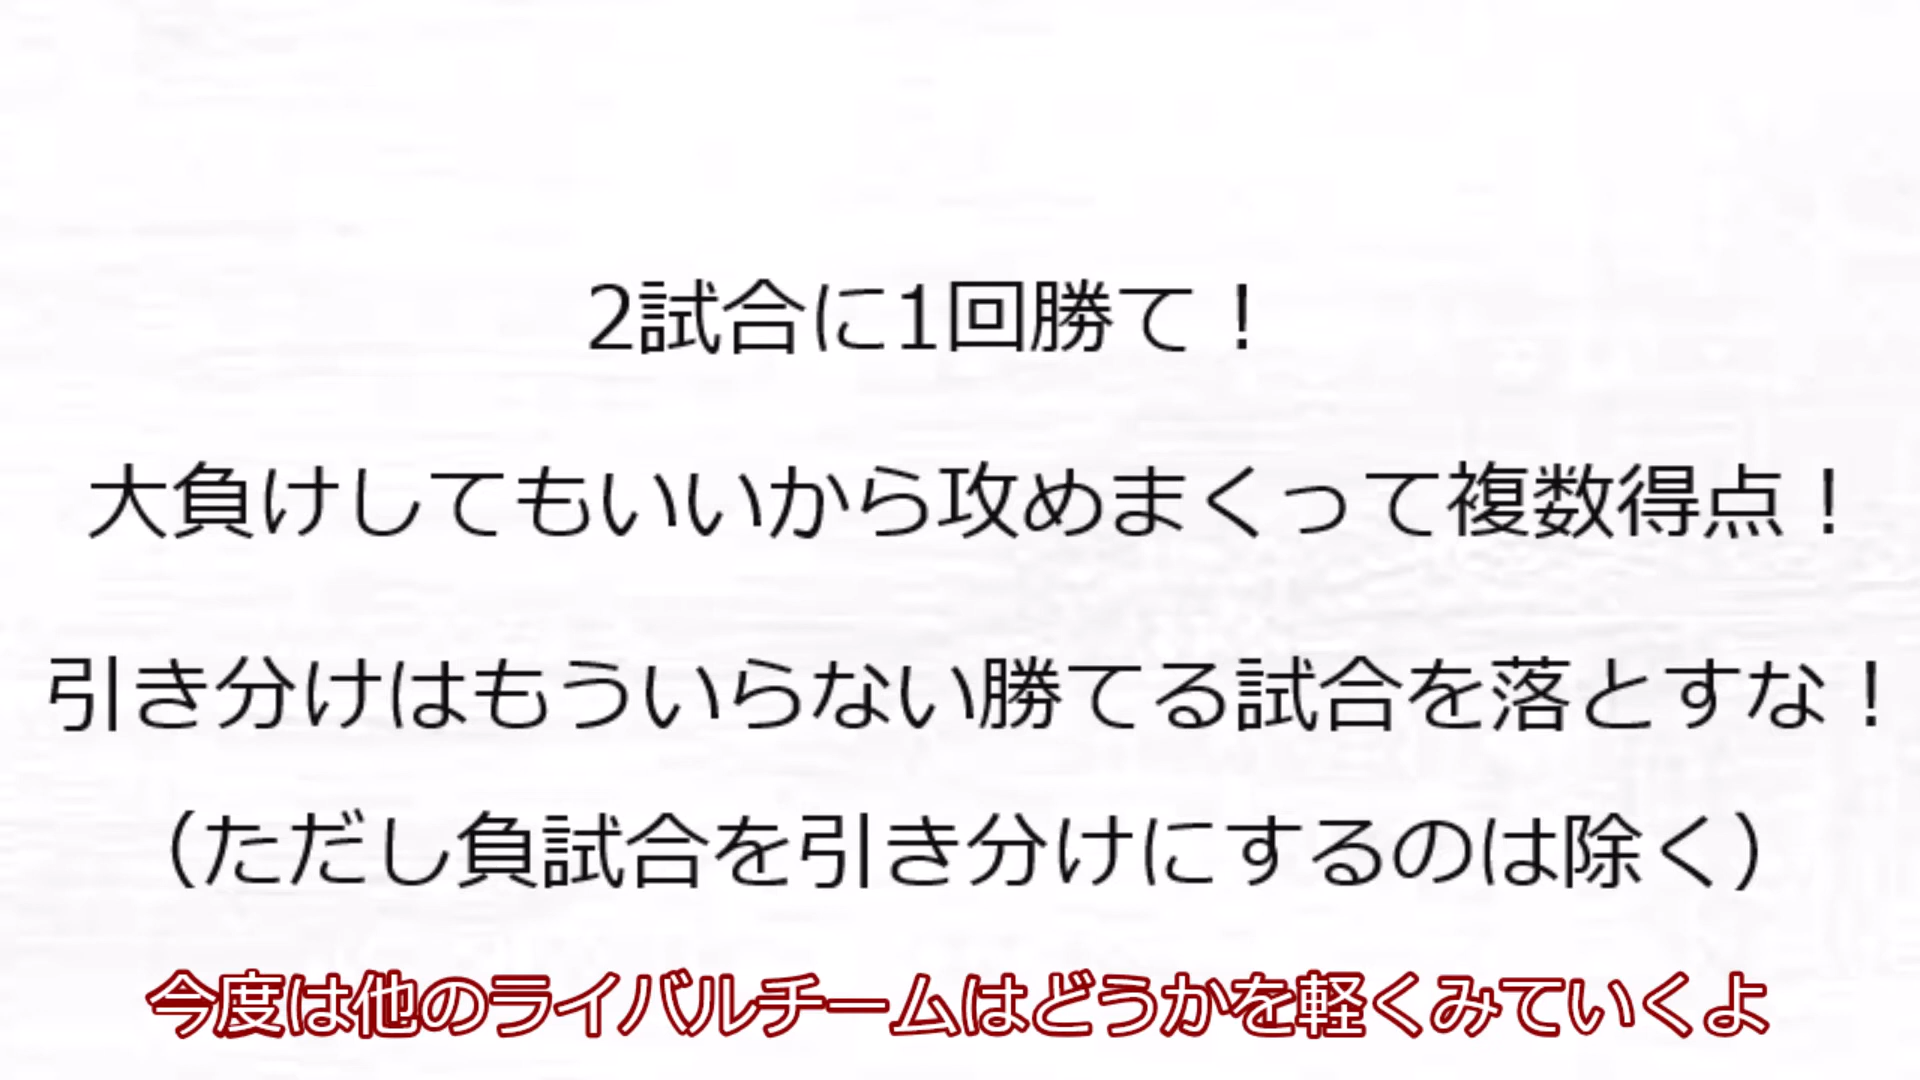 2試合に1回勝て！
大負けしてもいいから攻めまくって複数得点！
引き分けはもういらない勝てる試合を落とすな！
（ただし負試合を引き分けにするのは除く）
今度は他のライバルチームはどうかを軽くみていくよ